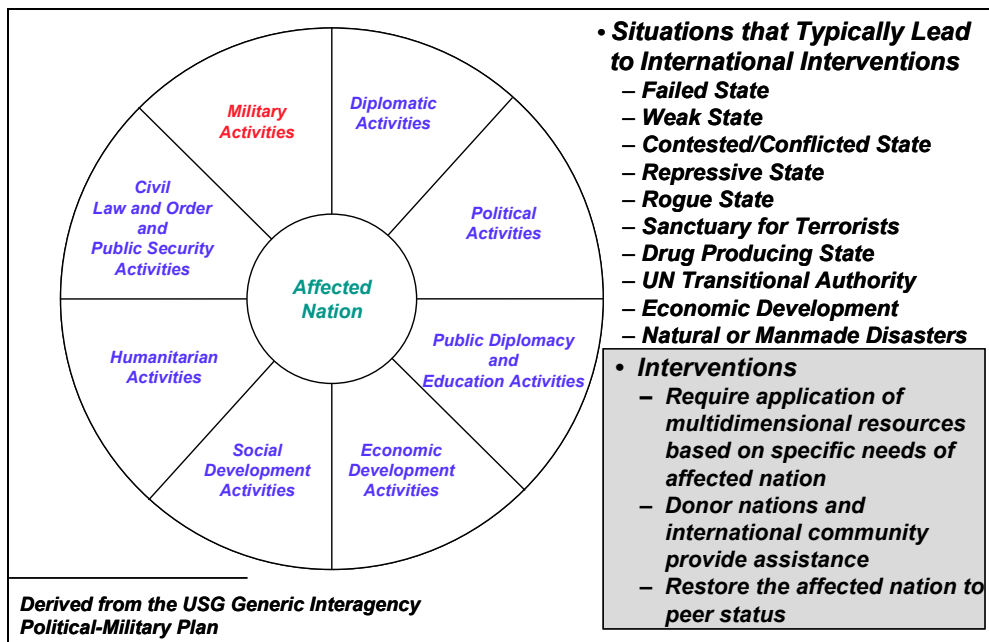 Military
Activities
Diplomatic
Activities
Civil
Law and Order
and
Public Security
Activities
Political
Activities
Affected
Nation
Humanitarian
Activities
Public Diplomacy
and
Education Activities
Social
Development
Activities
Economic
Development
Activities
Derived from the USG Generic Interagency
Political-Military Plan
• Situations that Typically Lead
to International Interventions
– Failed State
– Weak State
– Contested/Conflicted State
– Repressive State
– Rogue State
– Sanctuary for Terrorists
– Drug Producing State
– UN Transitional Authority
– Economic Development
– Natural or Manmade Disasters
• Interventions
– Require application of
multidimensional resources
based on specific needs of
affected nation
– Donor nations and
international community
provide assistance
– Restore the affected nation to
peer status